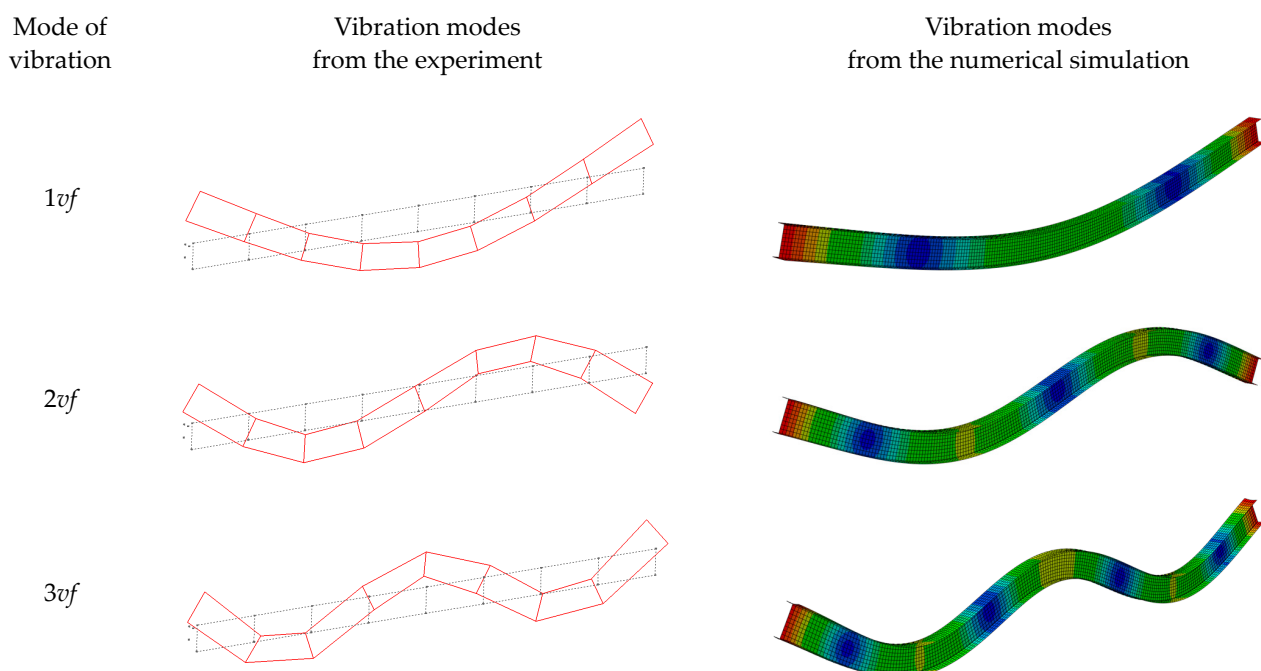 Mode of
vibration
Vibration modes
from the experiment
Vibration modes
from the numerical simulation
1vf
2vf
3vf